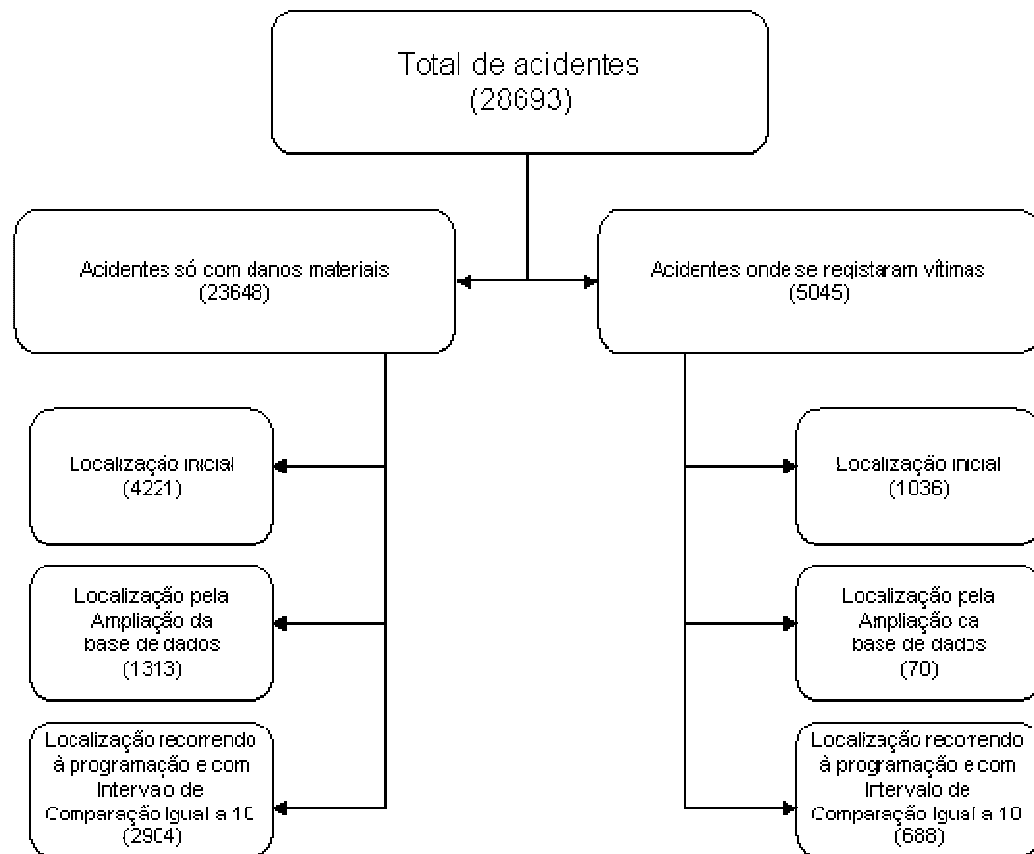 Total de acidentes
(28693)
Acidentes só com danos materiais
(23648)
Acidentes onde se registaram vítimas
(5045)
Localização inicial
(4221)
Localização inicial
(1036)
Localização pela
Ampliação da
base de dados
(1313)
Localização pela
Ampliação da
base de dados
(70)
Localização recorrendo
à programação e com
Intervalo de
Comparação Igual a 10
(2904)
Localização recorrendo
à programação e com
Intervalo de
Comparação Igual a 10
(688)